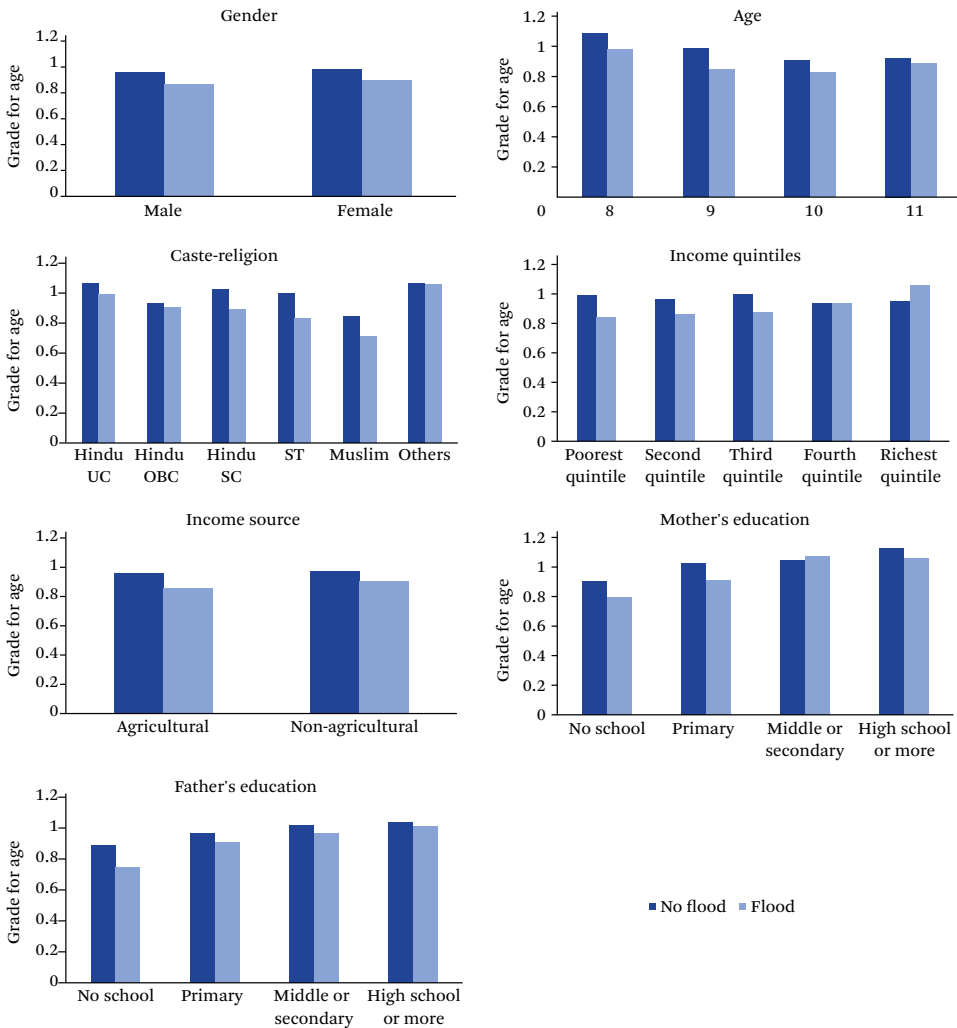 Gender
Grade for age
1.2
1
0.8
0.6
0.4
0.2
0
Male Female
Age
Grade for age
1.2
1
0.8
0.6
0.4
0.2
0
8 9 10 11
Caste-religion
Grade for age
1.2
1
0.8
0.6
0.4
0.2
0
Hindu Hindu Hindu ST Muslim Others
UC OBC SC
Income quintiles
Grade for age
1.2
1
0.8
0.6
0.4
0.2
0
Poorest Second Third Fourth Richest
quintile quintile quintile quintile quintile
Income source
Grade for age
1.2
1
0.8
0.6
0.4
0.2
0
Agricultural Non-agricultural
Mother's education
Grade for age
1.2
1
0.8
0.6
0.4
0.2
0
No school Primary Middle or High school
secondary or more
Father's education
Grade for age
1.2
1
0.8
0.6
0.4
0.2
0
No school Primary Middle or High school
secondary or more
No flood Flood